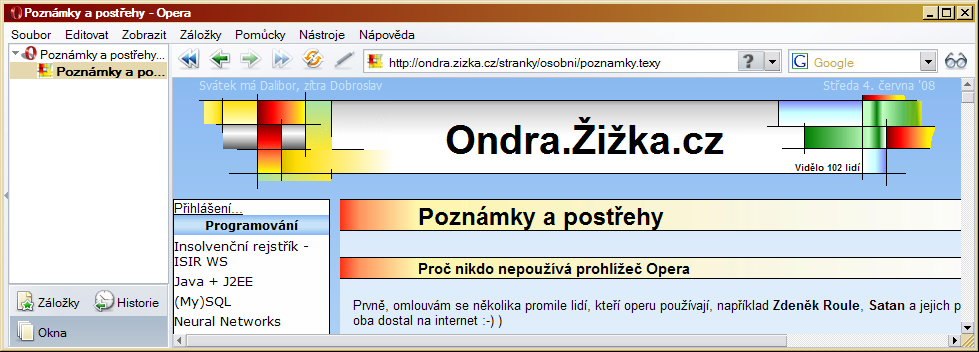 Poznámky a postřehy - Opera
Soubor Editovat Zobrazit Záložky Pomůcky Nástroje Nápověda
Poznámky a postřehy...
Poznámky a po...
http://ondra.zizka.cz/stranky/osobni/poznamky.texy
?
G Google
Svátek má Dalibor, zítra Dobroslav
Středa 4. června '08
Ondra.Žižka.cz
Vidělo 102 lidí
Přihlášení...
Programování
Insolvenční rejstřík -
ISIR WS
Java + J2EE
(My)SQL
Neural Networks
Poznámky a postřehy
Proč nikdo nepoužívá prohlížeč Opera
Prvně, omlouvám se několika promile lidí, kteří operu používají, například Zdeněk Roule, Satan a jejich p
oba dostal na internet :-) )
Záložky Historie
Okna